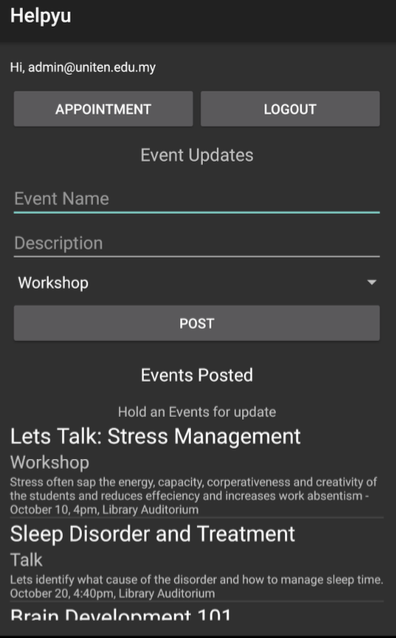 Helpyu
Hi, admin@uniten.edu.my
APPOINTMENT
LOGOUT
Event Updates
Event Name
Description
Workshop
POST
Events Posted
Hold an Events for update
Lets Talk: Stress Management
Workshop
Stress often sap the energy, capacity, corperativeness and creativity of
the students and reduces effeciency and increases work absentism -
October 10, 4pm, Library Auditorium
Sleep Disorder and Treatment
Talk
Lets identify what cause of the disorder and how to manage sleep time.
October 20, 4:40pm, Library Auditorium
Brain Development 101